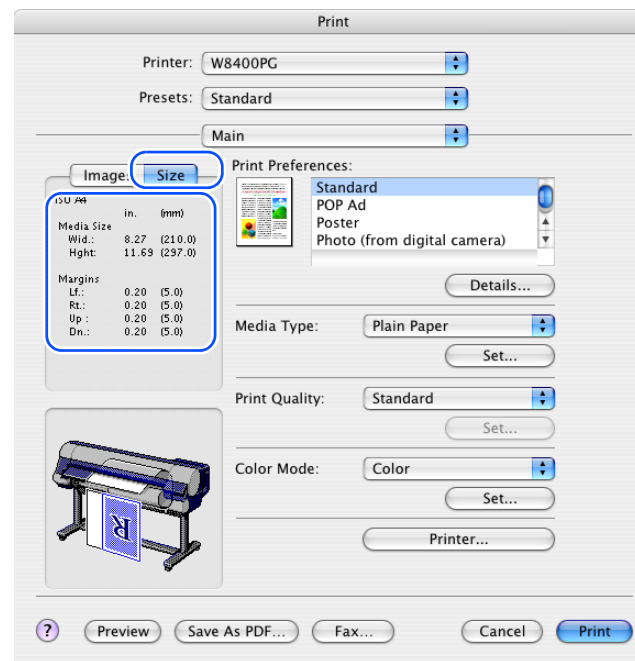 Print
Printer: W8400PG
Presets: Standard
Main
Image Size
ISO A4
in. (mm)
Media Size
Wid.: 8.27 (210.0)
Hght: 11.69 (297.0)
Margins
Lf.: 0.20 (5.0)
Rt.: 0.20 (5.0)
Up : 0.20 (5.0)
Dn.: 0.20 (5.0)
Print Preferences:
Standard
POP Ad
Poster
Photo (from digital camera)
Details...
Media Type: Plain Paper
Set...
Print Quality: Standard
Set...
Color Mode: Color
Set...
Printer...
R
? Preview Save As PDF... Fax... Cancel Print